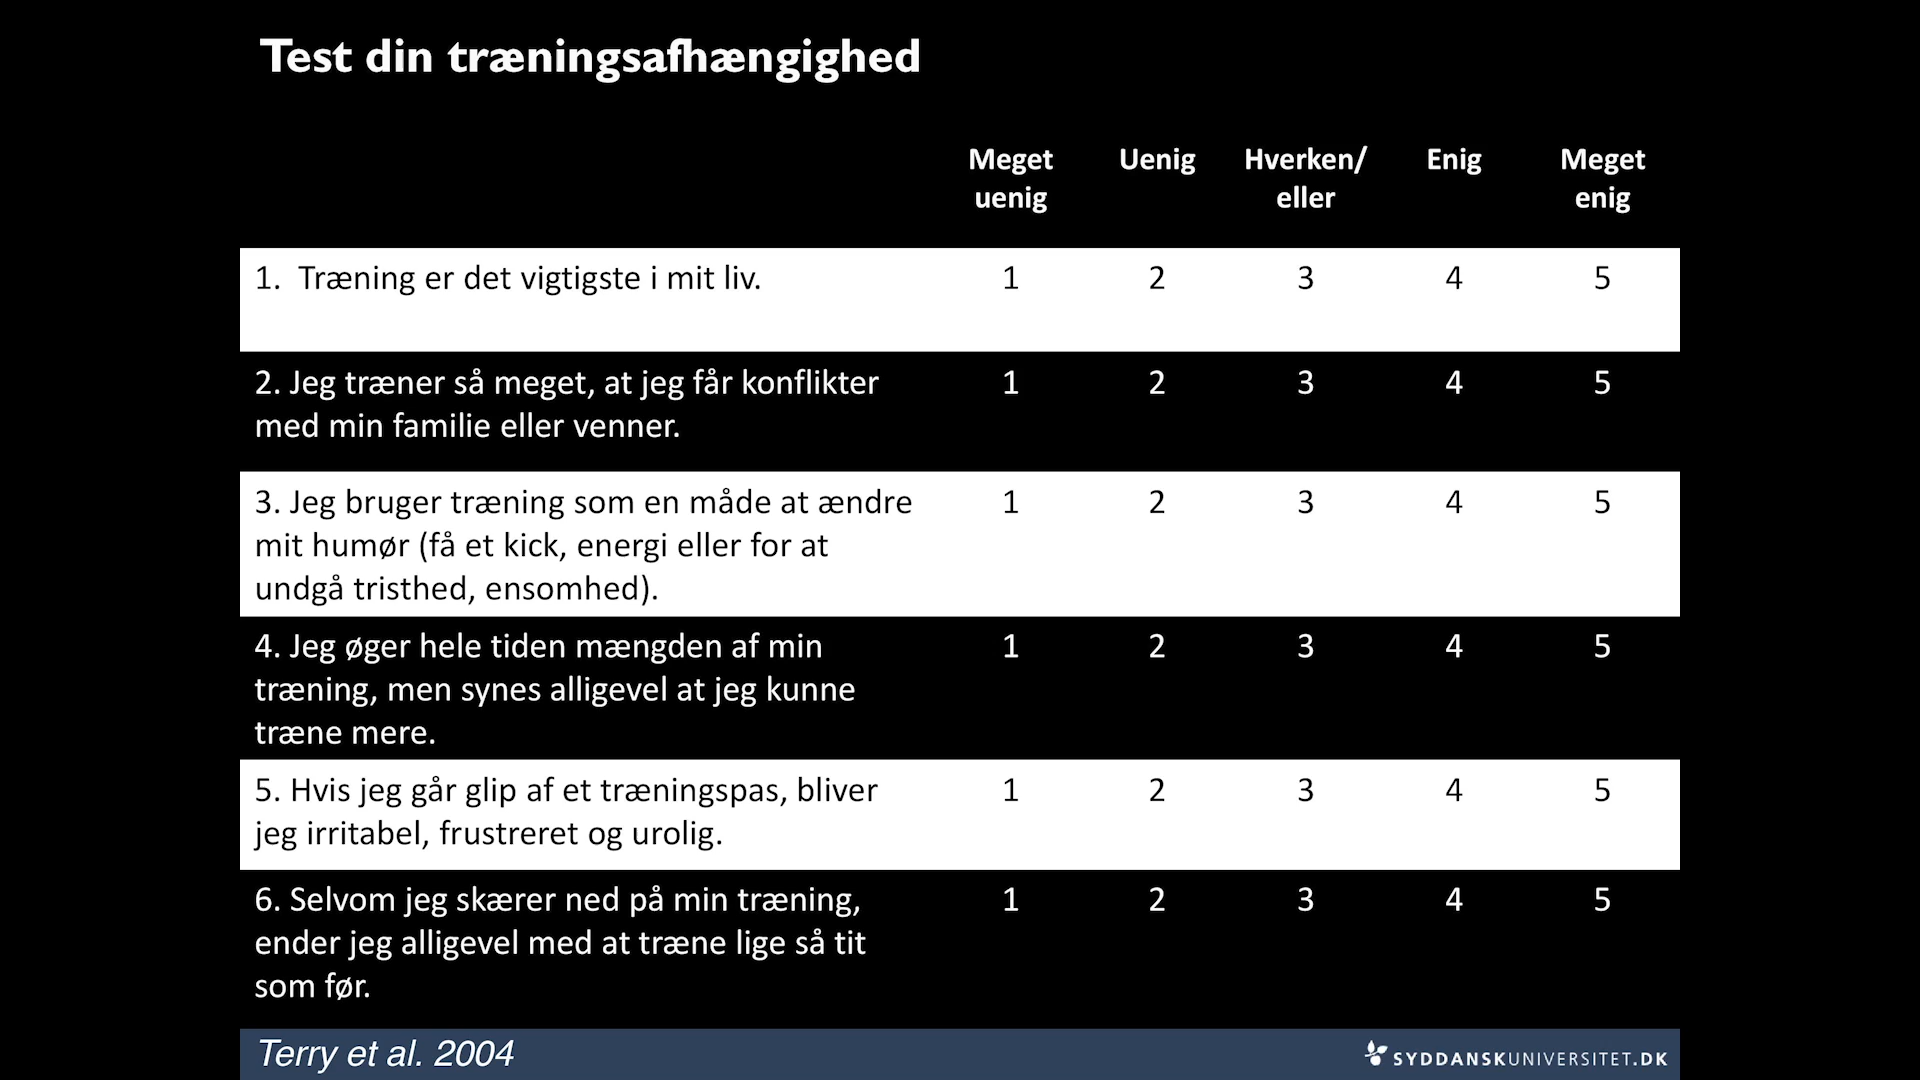 Test din træningsafhængighed
Meget uenig Uenig Hverken/ eller Enig Meget enig
1. Træning er det vigtigste i mit liv. 1 2 3 4 5
2. Jeg træner så meget, at jeg får konflikter 1 2 3 4 5
med min familie eller venner.
3. Jeg bruger træning som en måde at ændre 1 2 3 4 5
mit humør (få et kick, energi eller for at
undgå tristhed, ensomhed).
4. Jeg øger hele tiden mængden af min 1 2 3 4 5
træning, men synes alligevel at jeg kunne
træne mere.
5. Hvis jeg går glip af et træningspas, bliver 1 2 3 4 5
jeg irritabel, frustreret og urolig.
6. Selvom jeg skærer ned på min træning, 1 2 3 4 5
ender jeg alligevel med at træne lige så tit
som før.
Terry et al. 2004
SYDDANSKUNIVERSITET.DK